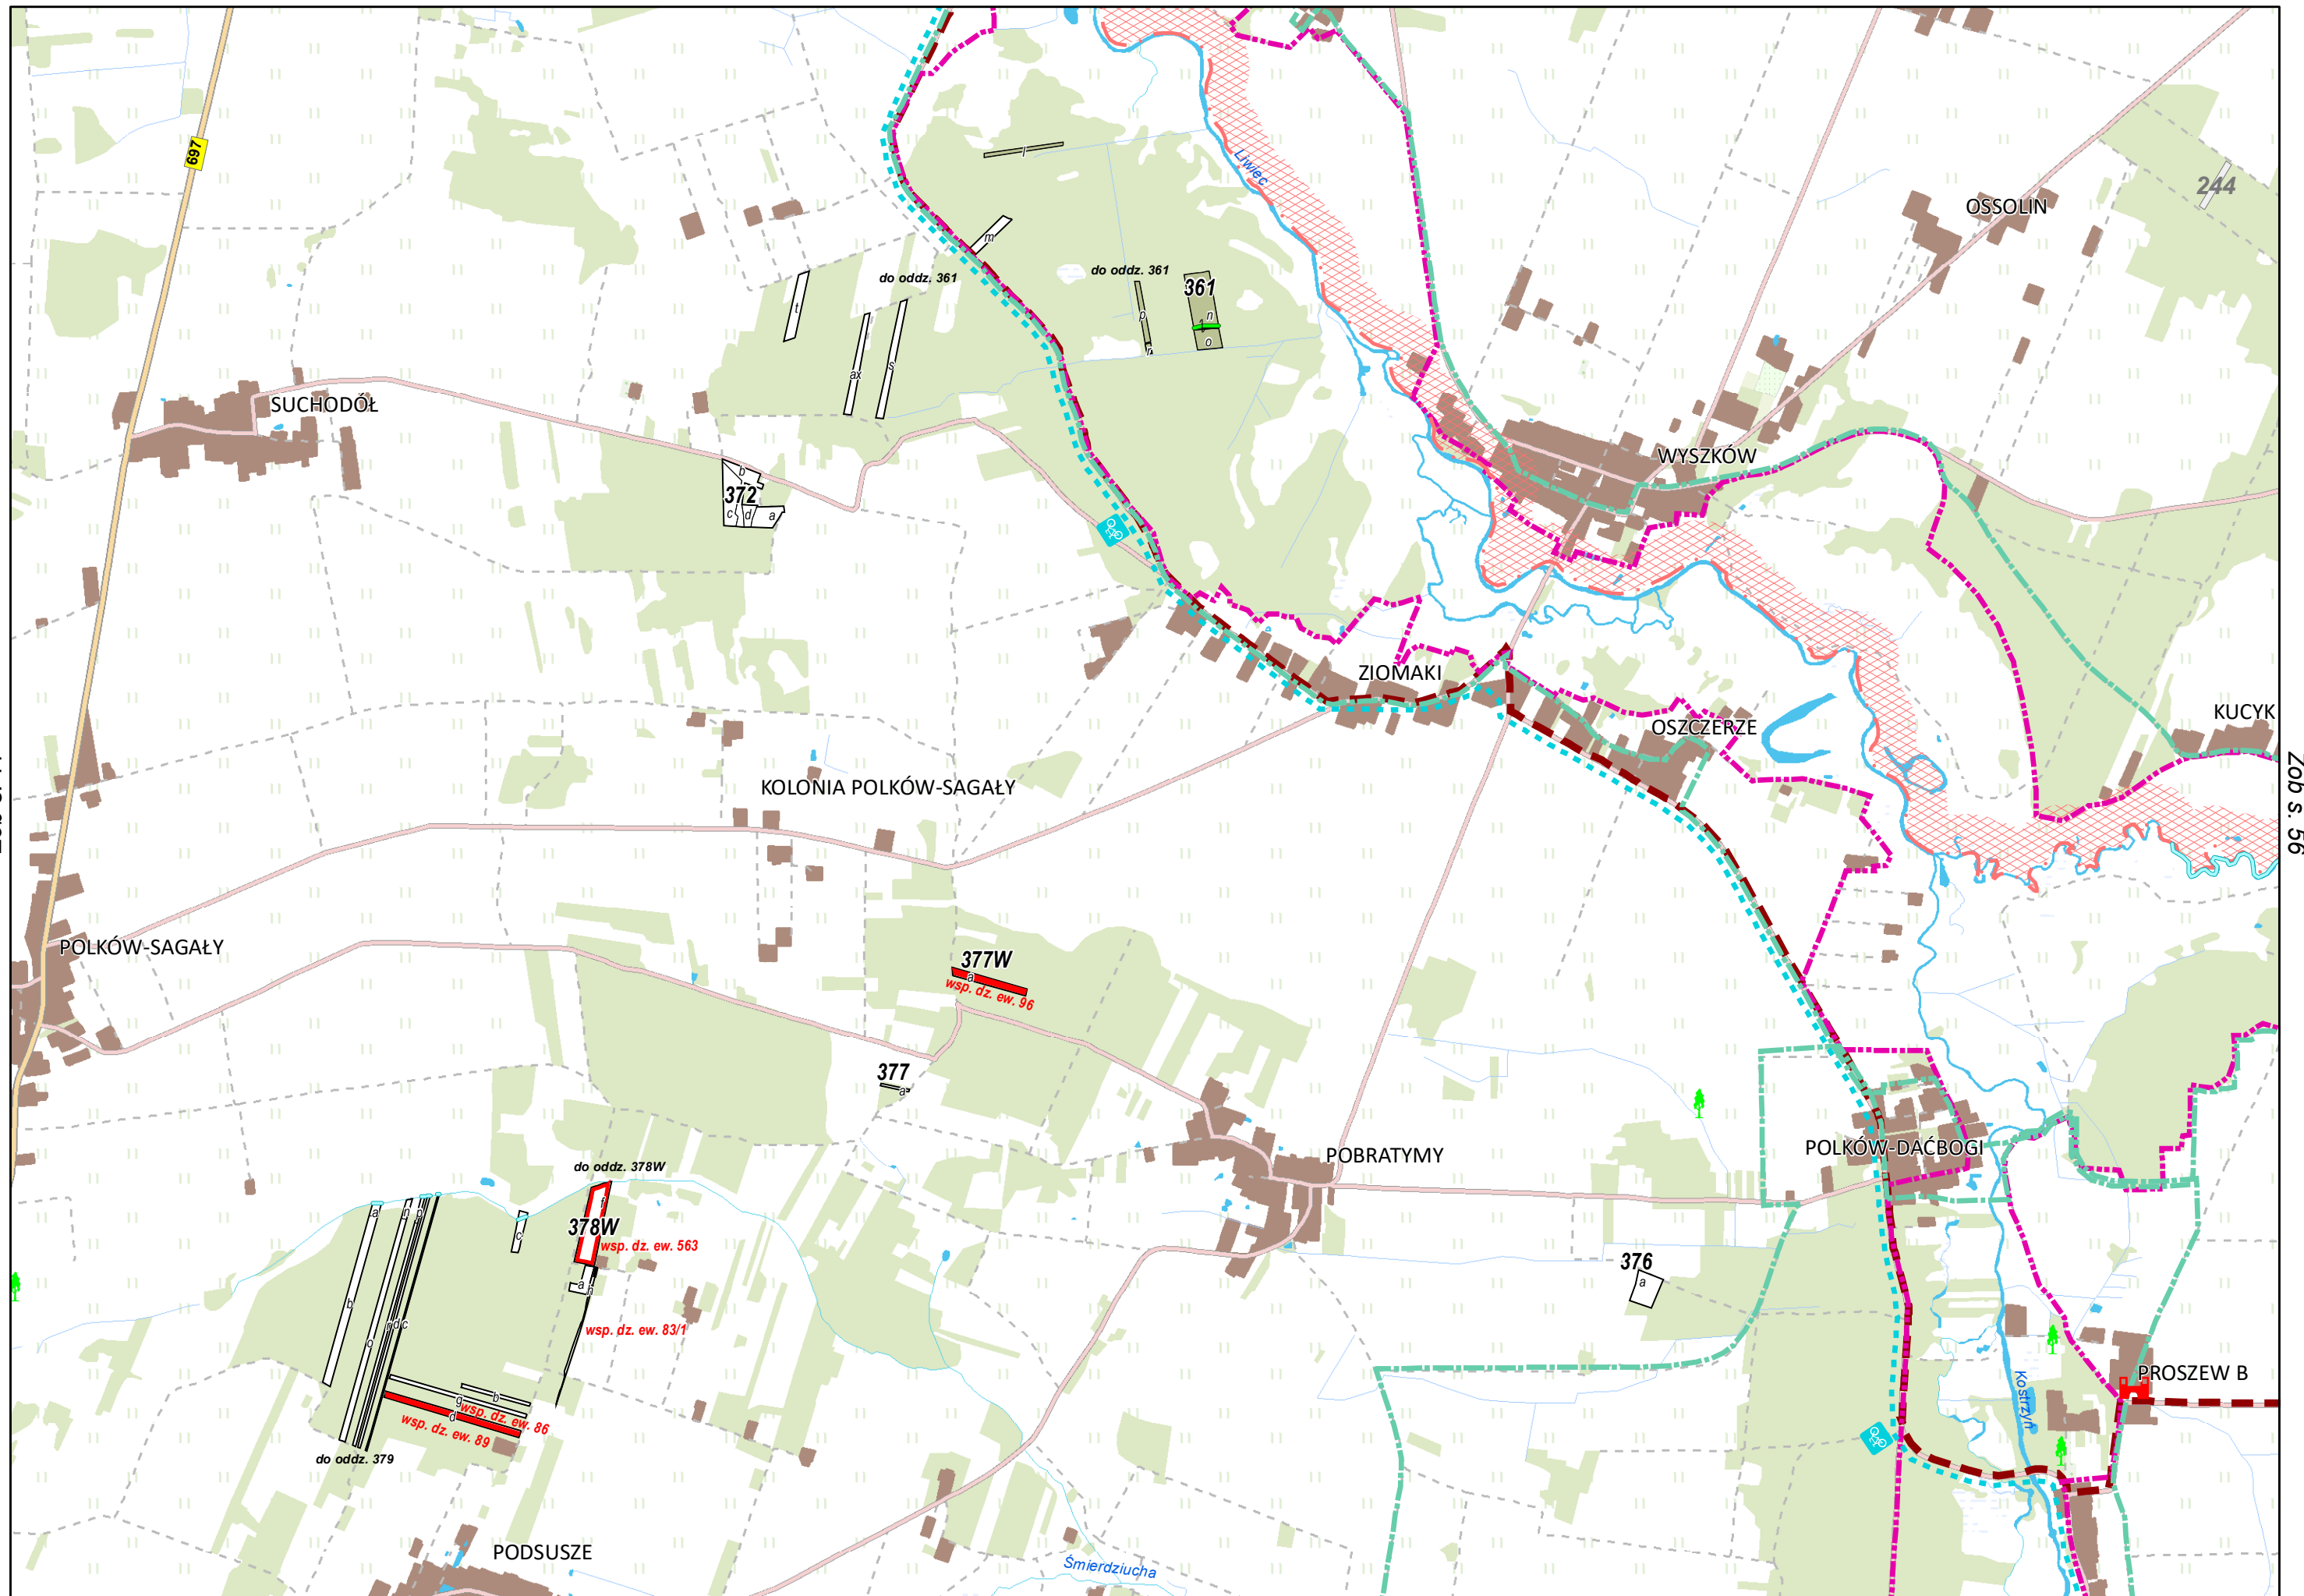 697
Liwiec
244
OSSOLIN
l
m
do oddz. 361
do oddz. 361
361
t
p
n
1
o
r
ax
s
SUCHODÓŁ
WYSZKÓW
b
372
c
d
a
ZIOMAKI
KUCYK
OSZCZERZE
Zob s. 56
KOLONIA POLKÓW-SAGAŁY
POLKÓW-SAGAŁY
377W
a
wsp. dz. ew. 96
377
a
POBRATYMY
POLKÓW-DAĆBOGI
do oddz. 378W
a
n
p
f
c
378W
wsp. dz. ew. 563
376
a
a
h
b
r
d
c
wsp. dz. ew. 83/1
o
PROSZEW B
Kostrzyń
b
g
wsp. dz. ew. 86
d
wsp. dz. ew. 89
do oddz. 379
PODSUSZE
Śmierdziucha